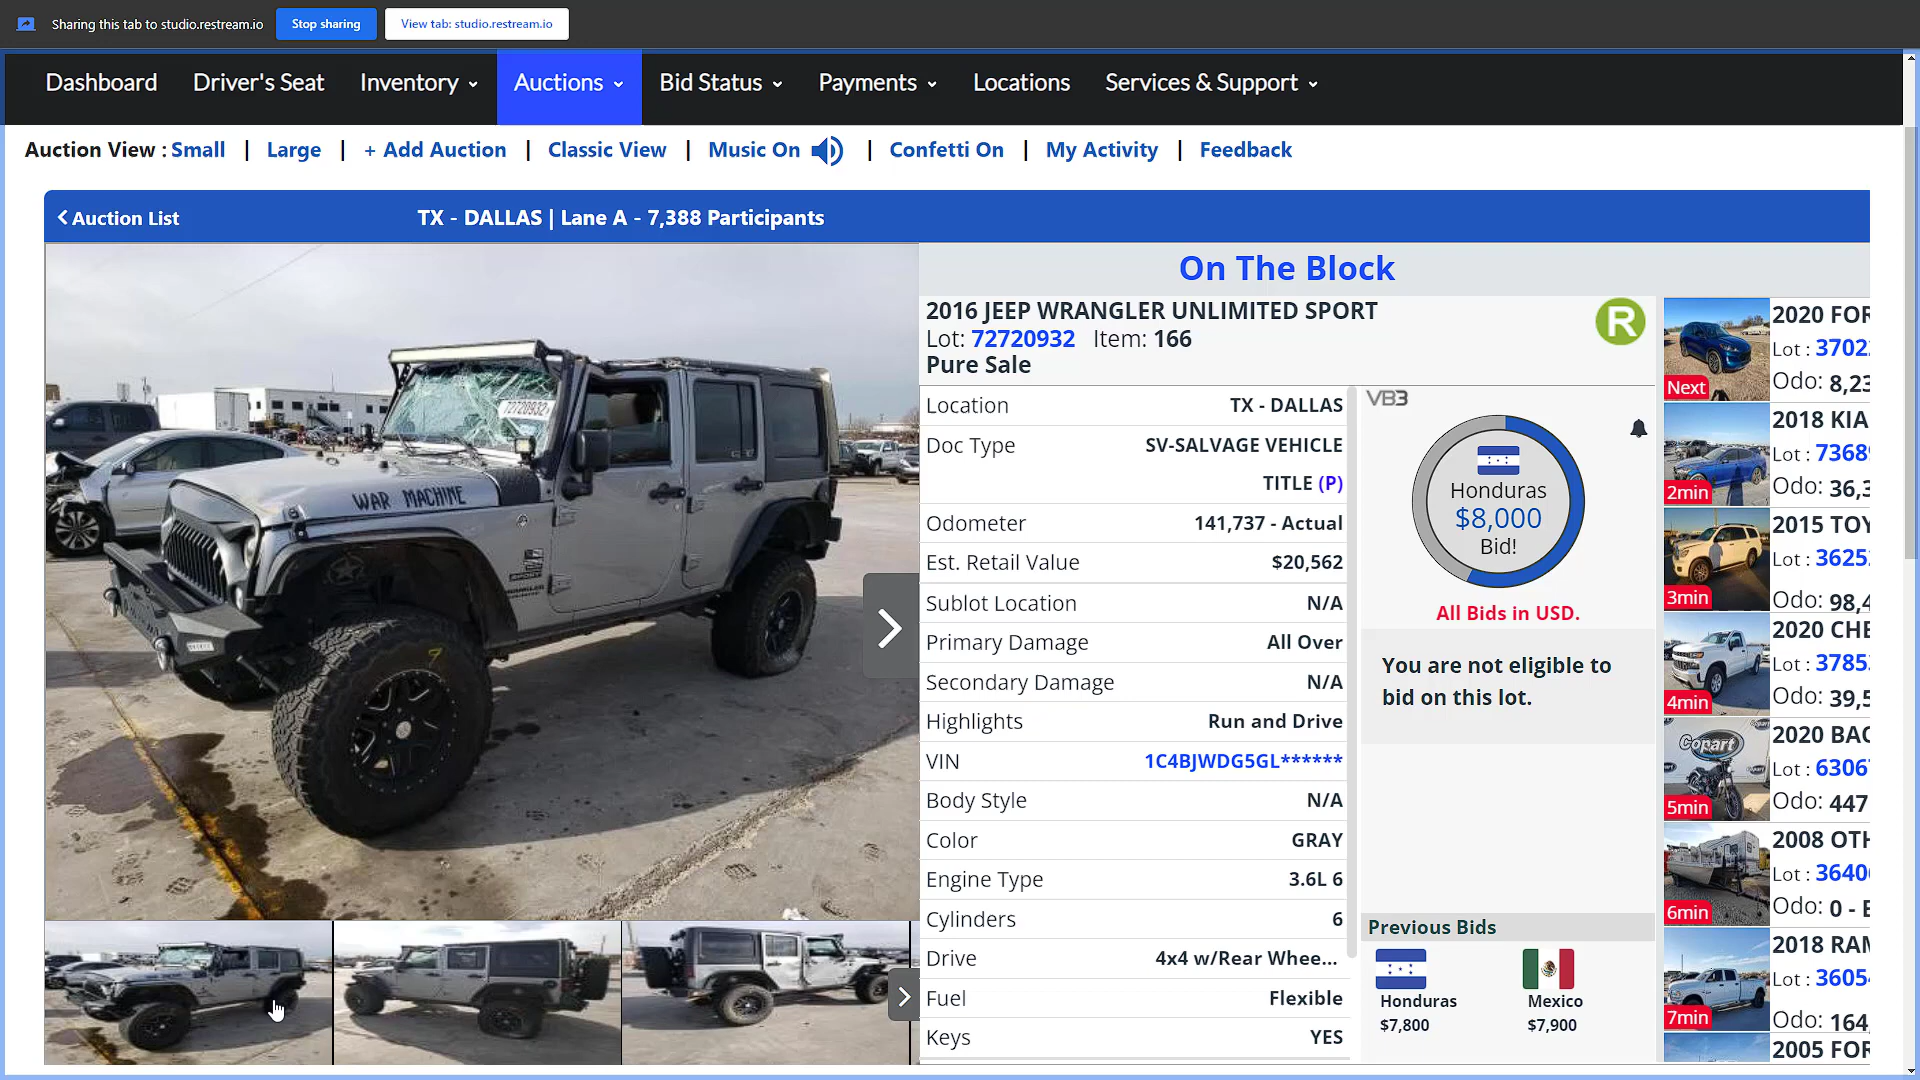 Sharing this tab to studio.restream.io
Stop sharing
View tab: studio.restream.io
Dashboard
Driver's Seat
Inventory
Auctions
Bid Status
Payments
Locations
Services & Support
Auction View : Small | Large | + Add Auction | Classic View | Music On | Confetti On | My Activity | Feedback
Auction List
TX - DALLAS | Lane A - 7,388 Participants
72720932
WAR MACHINE
SPORT
On The Block
2016 JEEP WRANGLER UNLIMITED SPORT
Lot: 72720932 Item: 166
Pure Sale
R
Location TX - DALLAS
Doc Type SV-SALVAGE VEHICLE
TITLE (P)
Odometer 141,737 - Actual
Est. Retail Value $20,562
Sublot Location N/A
Primary Damage All Over
Secondary Damage N/A
Highlights Run and Drive
VIN 1C4BJWDG5GL******
Body Style N/A
Color GRAY
Engine Type 3.6L 6
Cylinders 6
Drive 4x4 w/Rear Whee...
Fuel Flexible
Keys YES
VB3
Honduras
$8,000
Bid!
All Bids in USD.
You are not eligible to
bid on this lot.
Previous Bids
Honduras
$7,800
Mexico
$7,900
Next
2020 FOR
Lot : 3702
Odo: 8,23
2min
2018 KIA
Lot : 7368
Odo: 36,3
3min
2015 TOY
Lot : 3625
Odo: 98,4
4min
2020 CHE
Lot : 3785
Odo: 39,5
Copart
5min
2020 BAO
Lot : 6306
Odo: 447
6min
2008 OTH
Lot : 3640
Odo: 0 - E
7min
2018 RAM
Lot : 3605
Odo: 164,
2005 FOR